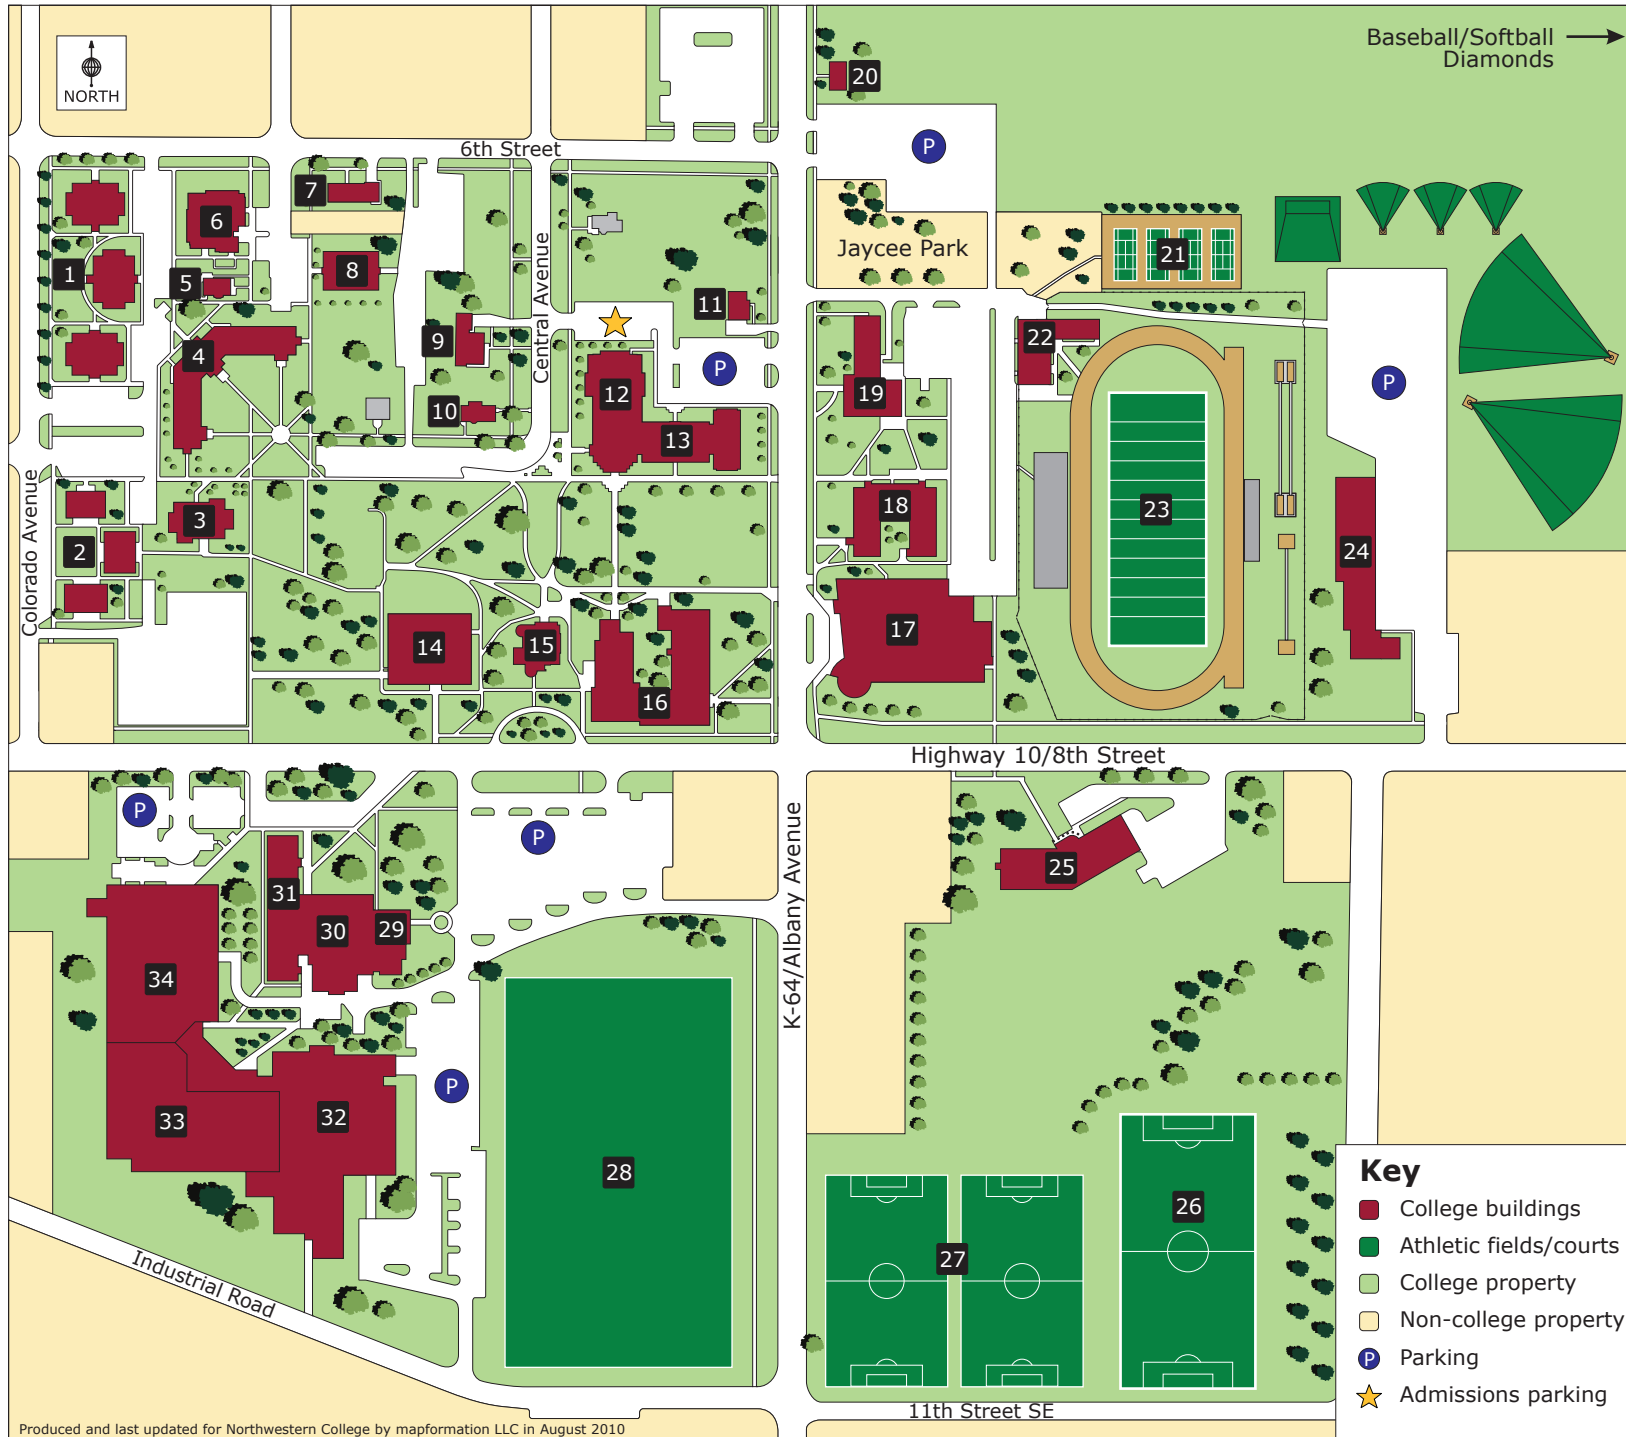 Baseball/Softball
Diamonds
NORTH
20
P
6th Street
7
6
Jaycee Park
21
1
5
8
Central Avenue
11
9
22
4
12
P
P
19
10
13
Colorado Avenue
3
18
23
2
24
14
15
16
17
Highway 10/8th Street
P
P
K-64/Albany Avenue
25
31
30
29
34
P
33
32
28
26
27
Industrial Road
11th Street SE
Key
College buildings
Athletic fields/courts
College property
Non-college property
P Parking
Admissions parking
Produced and last updated for Northwestern College by mapformation LLC in August 2010